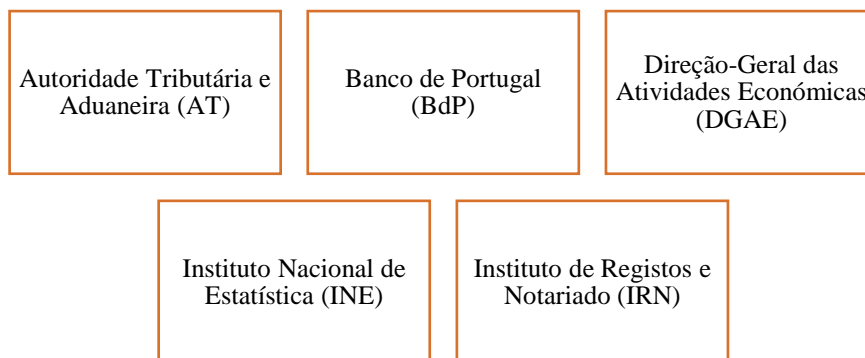 Autoridade Tributária e
Aduaneira (AT)
Banco de Portugal
(BdP)
Direção-Geral das
Atividades Económicas
(DGAE)
Instituto Nacional de
Estatística (INE)
Instituto de Registos e
Notariado (IRN)